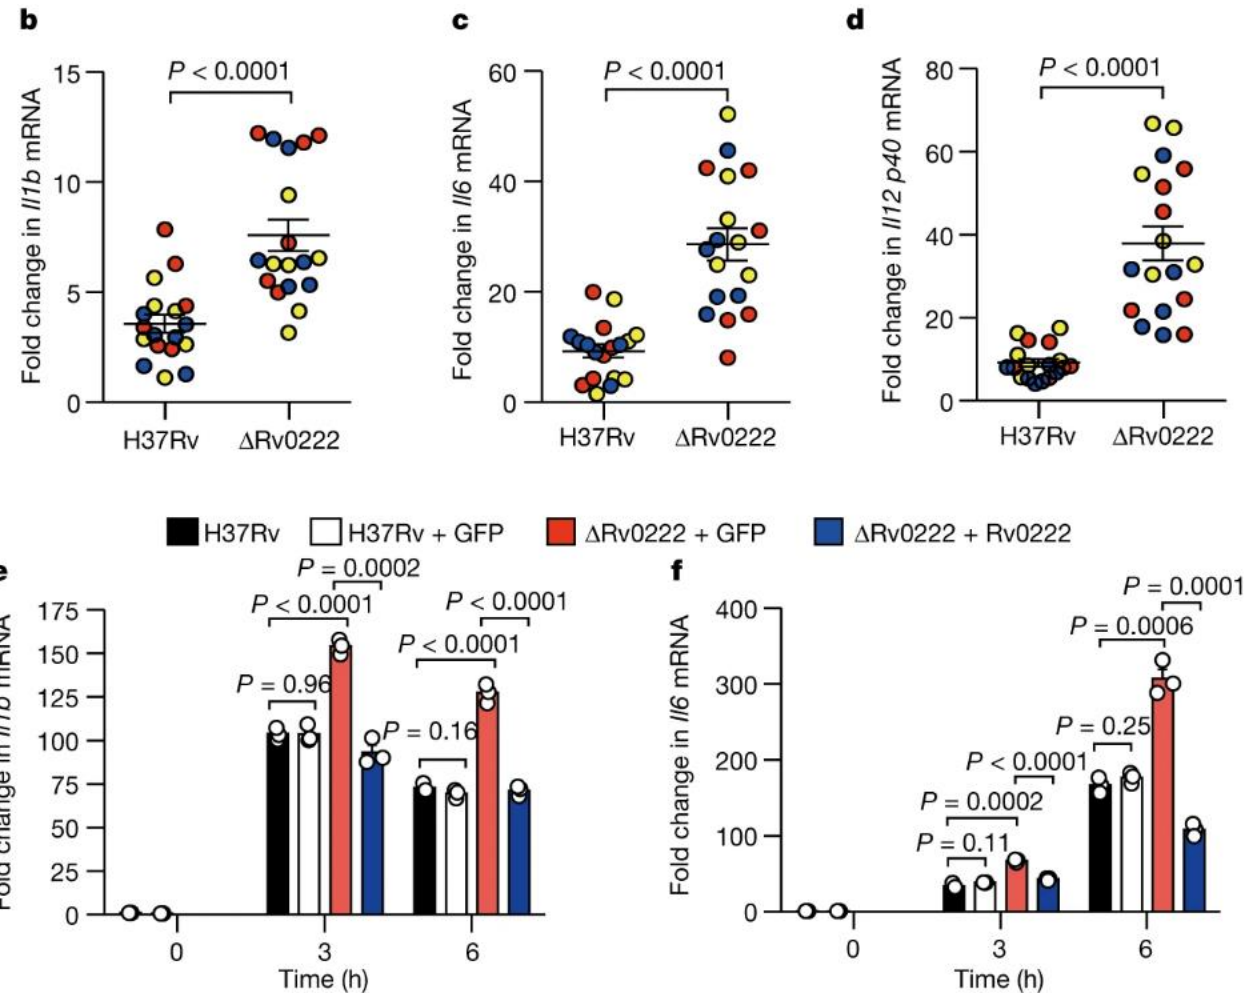 b
Fold change in Il1b mRNA
15
10
5
0
P < 0.0001
H37Rv
ΔRv0222
c
Fold change in Il6 mRNA
60
40
20
0
P < 0.0001
H37Rv
ΔRv0222
d
Fold change in Il12 p40 mRNA
80
60
40
20
0
P < 0.0001
H37Rv
ΔRv0222
H37Rv
H37Rv + GFP
ΔRv0222 + GFP
ΔRv0222 + Rv0222
e
Fold change in Il1b mRNA
175
150
125
100
75
50
25
0
P = 0.0002
P < 0.0001
P = 0.96
P < 0.0001
P < 0.0001
P = 0.16
0
3
6
Time (h)
f
Fold change in Il6 mRNA
400
300
200
100
0
P = 0.0001
P = 0.0006
P = 0.25
P < 0.0001
P = 0.0002
P = 0.11
0
3
6
Time (h)